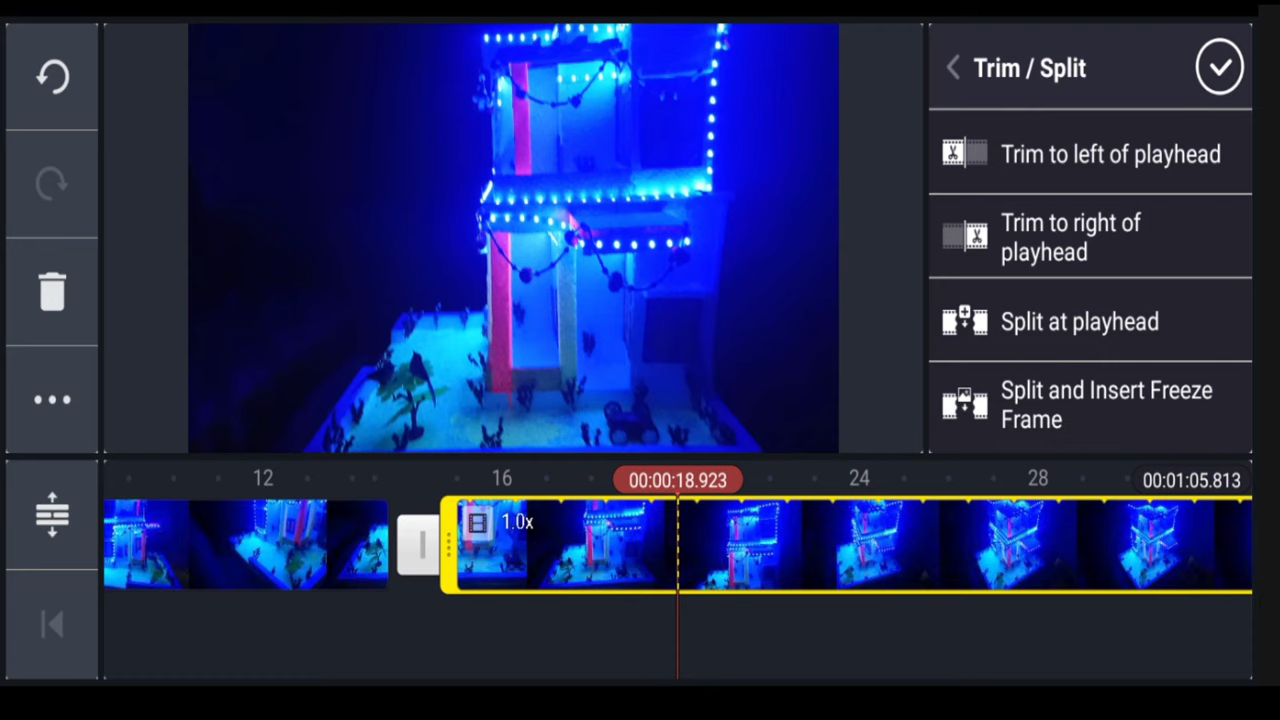 Trim / Split
Trim to left of playhead
Trim to right of
playhead
Split at playhead
Split and Insert Freeze
Frame
12
16
00:00:18.923
24
28
00:01:05.813
1.0x